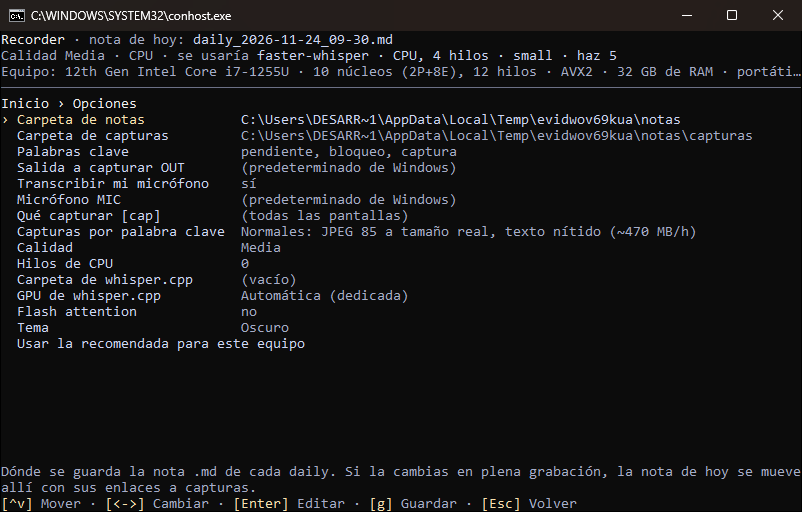 C:\WINDOWS\SYSTEM32\conhost.exe
Recorder · nota de hoy: daily_2026-11-24_09-30.md
Calidad Media · CPU · se usaría faster-whisper · CPU, 4 hilos · small · haz 5
Equipo: 12th Gen Intel Core i7-1255U · 10 núcleos (2P+8E), 12 hilos · AVX2 · 32 GB de RAM · portáti…
Inicio › Opciones
› Carpeta de notas C:\Users\DESARR~1\AppData\Local\Temp\evidwov69kua\notas
Carpeta de capturas C:\Users\DESARR~1\AppData\Local\Temp\evidwov69kua\notas\capturas
Palabras clave pendiente, bloqueo, captura
Salida a capturar OUT (predeterminado de Windows)
Transcribir mi micrófono sí
Micrófono MIC (predeterminado de Windows)
Qué capturar [cap] (todas las pantallas)
Capturas por palabra clave Normales: JPEG 85 a tamaño real, texto nítido (~470 MB/h)
Calidad Media
Hilos de CPU 0
Carpeta de whisper.cpp (vacío)
GPU de whisper.cpp Automática (dedicada)
Flash attention no
Tema Oscuro
Usar la recomendada para este equipo
Dónde se guarda la nota .md de cada daily. Si la cambias en plena grabación, la nota de hoy se mueve
allí con sus enlaces a capturas.
[^v] Mover · [<->] Cambiar · [Enter] Editar · [g] Guardar · [Esc] Volver